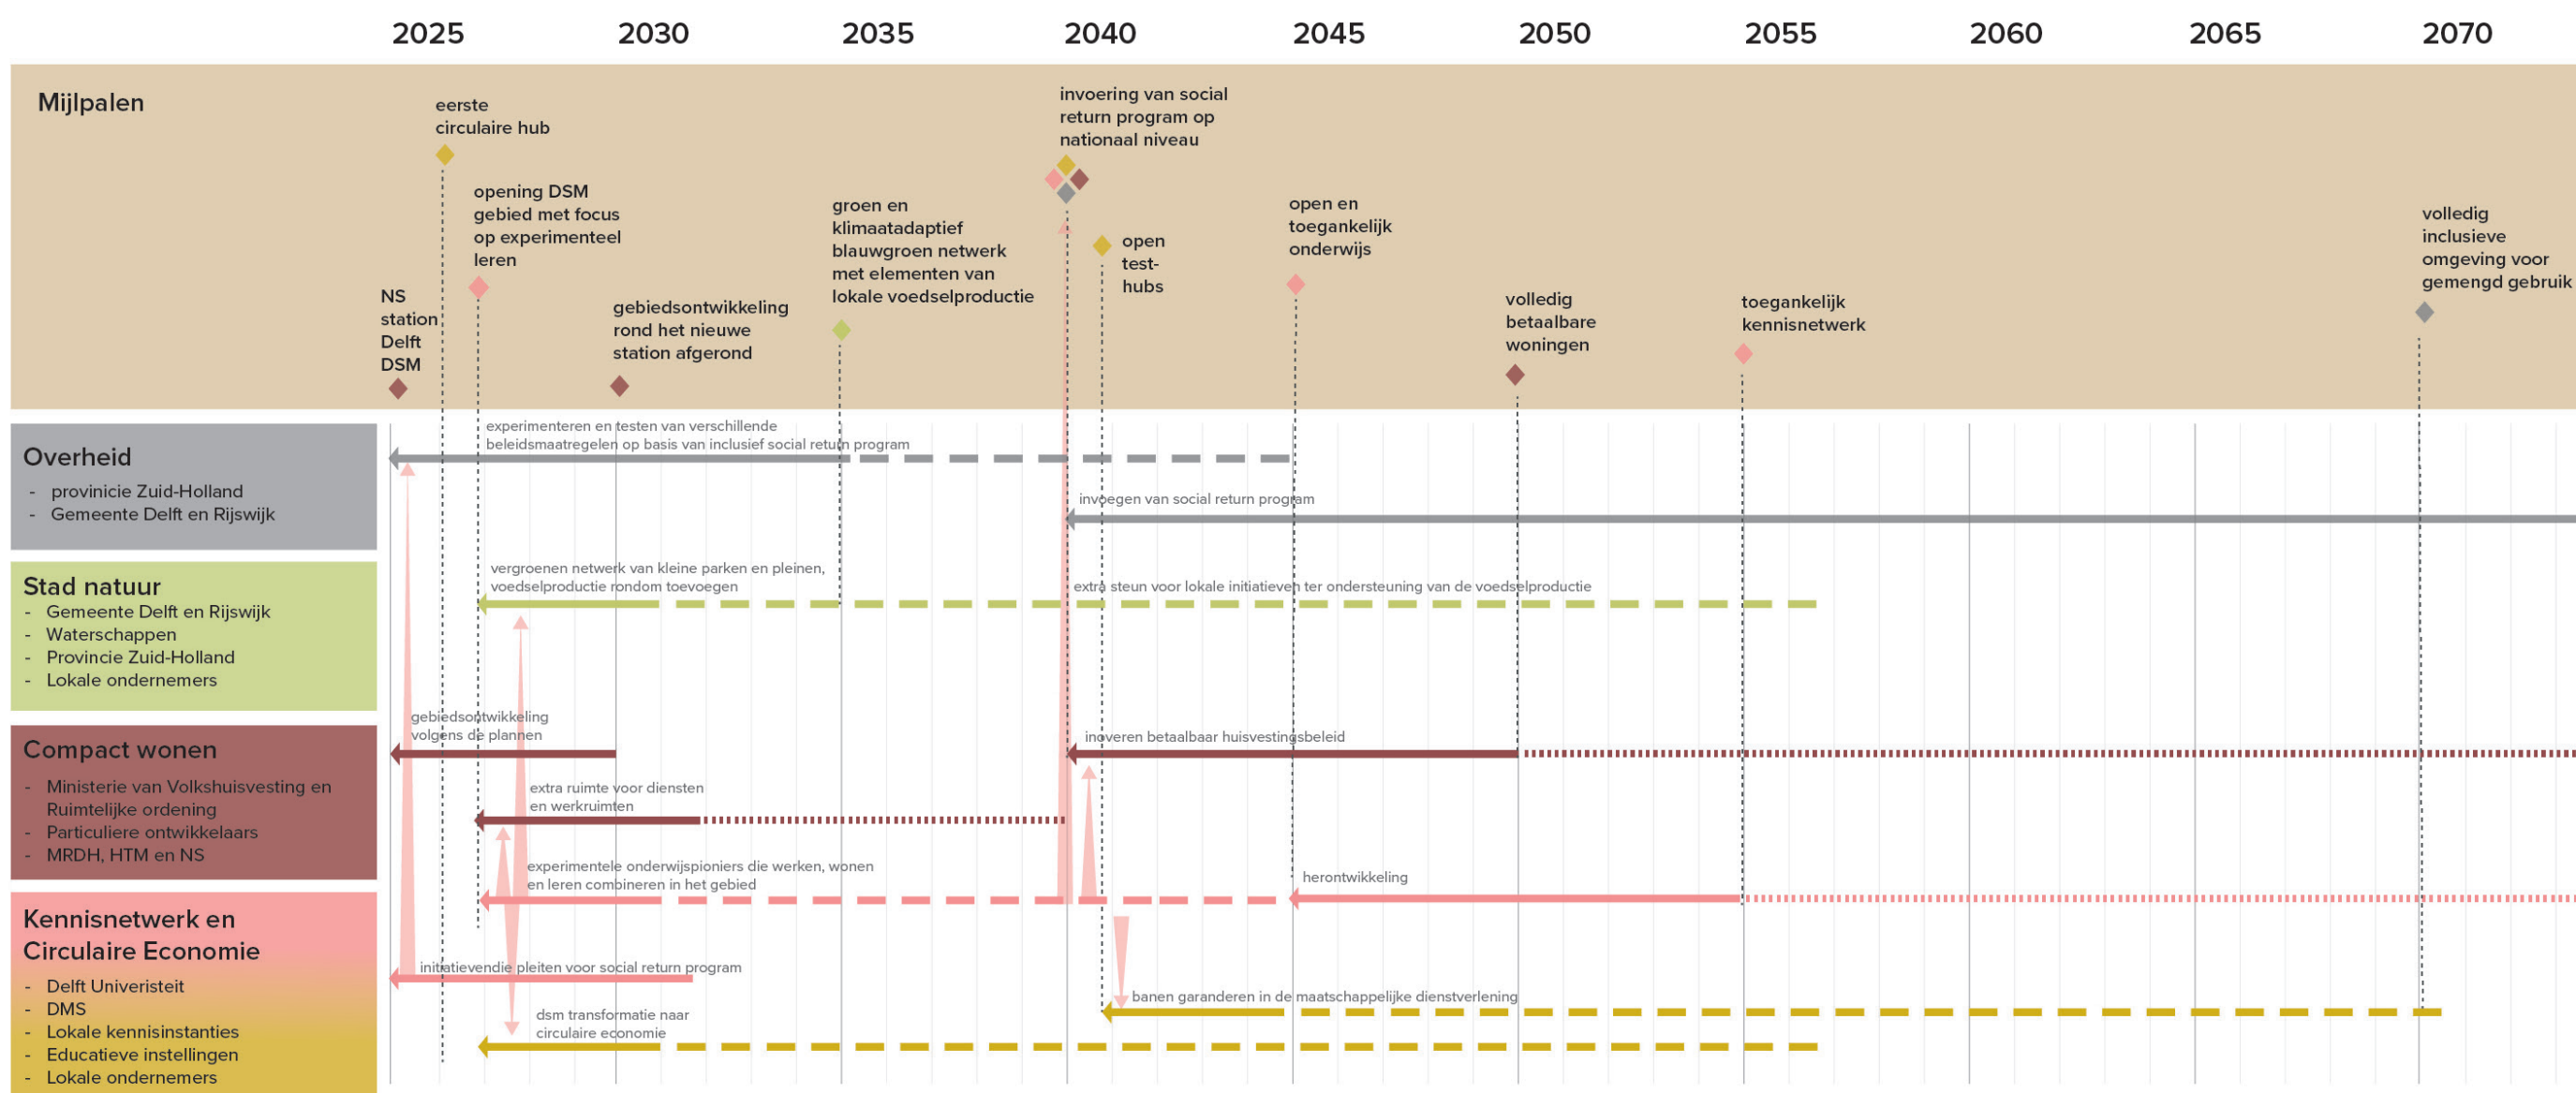 2025 2030 2035 2040 2045 2050 2055 2060 2065 2070
Mijlpalen
eerste
circulaire hub
opening DSM
gebied met focus
op experimenteel
leren
NS
station
Delft
DSM
gebiedsontwikkeling
rond het nieuwe
station afgerond
groen en
klimaatadaptief
blauwgroen netwerk
met elementen van
lokale voedselproductie
invoering van social
return program op
nationaal niveau
open
test-
hubs
open en
toegankelijk
onderwijs
volledig
betaalbare
woningen
toegankelijk
kennisnetwerk
volledig
inclusieve
omgeving voor
gemengd gebruik
Overheid
- provinicie Zuid-Holland
- Gemeente Delft en Rijswijk
experimenteren en testen van verschillende
beleidsmaatregelen op basis van inclusief social return program
invoegen van social return program
Stad natuur
- Gemeente Delft en Rijswijk
- Waterschappen
- Provincie Zuid-Holland
- Lokale ondernemers
vergroenen netwerk van kleine parken en pleinen,
voedselproductie rondom toevoegen
extra steun voor lokale initiatieven ter ondersteuning van de voedselproductie
Compact wonen
- Ministerie van Volkshuisvesting en
Ruimtelijke ordening
- Particuliere ontwikkelaars
- MRDH, HTM en NS
gebiedsontwikkeling
volgens de plannen
inoveren betaalbaar huisvestingsbeleid
extra ruimte voor diensten
en werkruimten
Kennisnetwerk en
Circulaire Economie
- Delft Univeristeit
- DMS
- Lokale kennisinstanties
- Educatieve instellingen
- Lokale ondernemers
experimentele onderwijspioniers die werken, wonen
en leren combineren in het gebied
herontwikkeling
initiatievendie pleiten voor social return program
banen garanderen in de maatschappelijke dienstverlening
dsm transformatie naar
circulaire economie